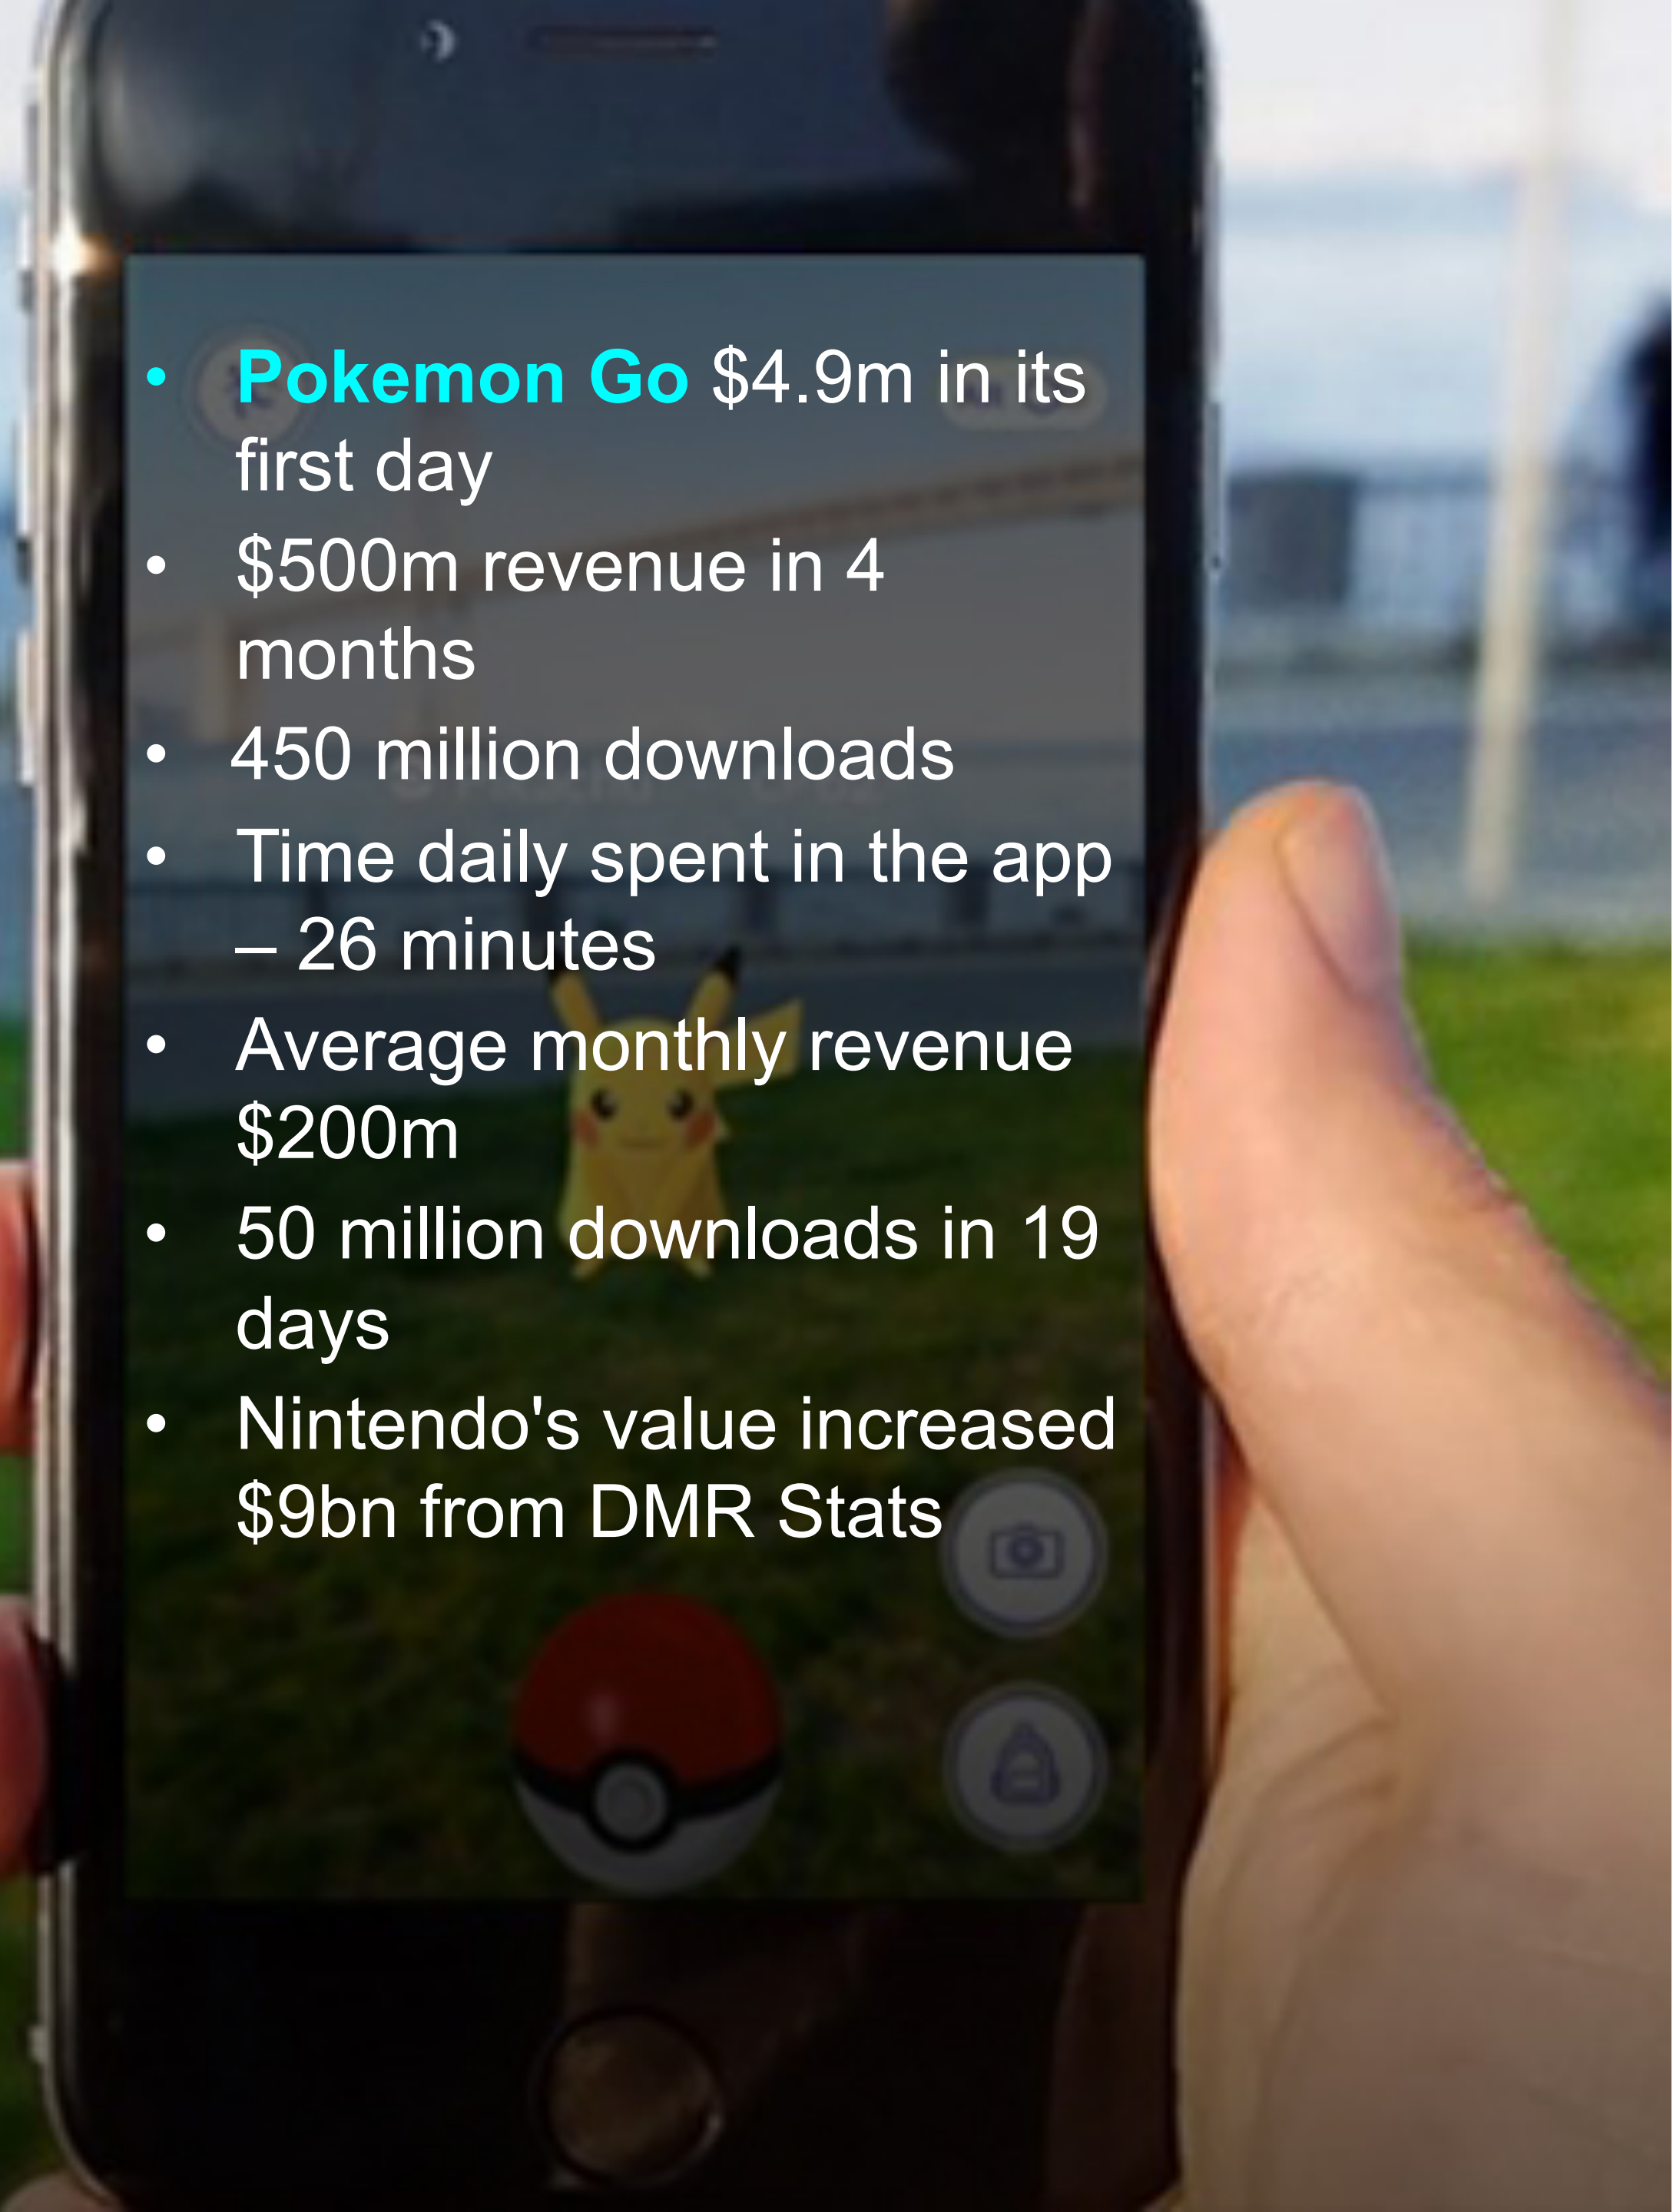 • Pokemon Go $4.9m in its
first day
• $500m revenue in 4
months
• 450 million downloads
• Time daily spent in the app
– 26 minutes
• Average monthly revenue
$200m
• 50 million downloads in 19
days
• Nintendo's value increased
$9bn from DMR Stats